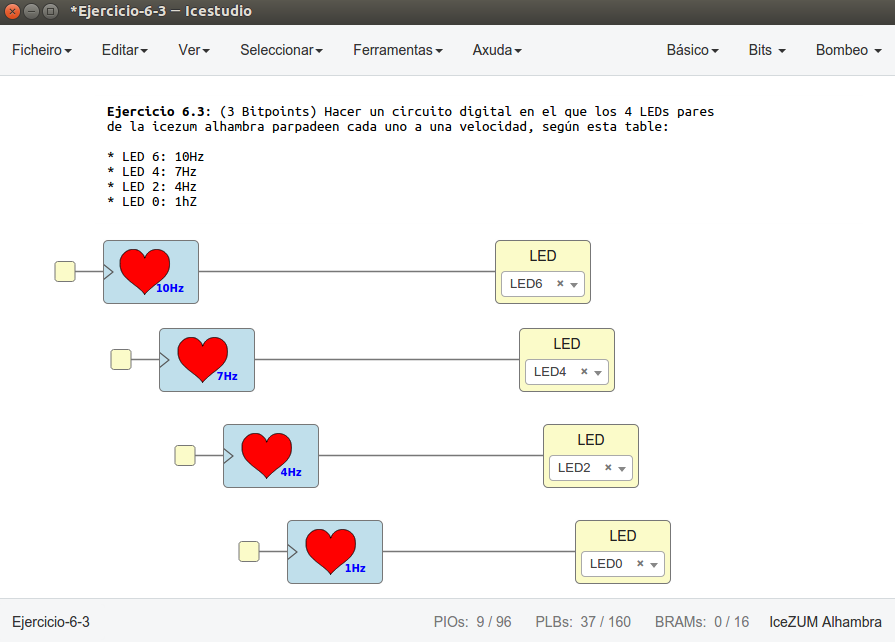 *Ejercicio-6-3 — Icestudio
Ficheiro Editar Ver Seleccionar Ferramentas Axuda Básico Bits Bombeo
Ejercicio 6.3: (3 Bitpoints) Hacer un circuito digital en el que los 4 LEDs pares
de la icezum alhambra parpadeen cada uno a una velocidad, según esta table:
* LED 6: 10Hz
* LED 4: 7Hz
* LED 2: 4Hz
* LED 0: 1hZ
10Hz
LED
LED6 ×
7Hz
LED
LED4 ×
4Hz
LED
LED2 ×
1Hz
LED
LED0 ×
Ejercicio-6-3 PIOs: 9 / 96 PLBs: 37 / 160 BRAMs: 0 / 16 IceZUM Alhambra